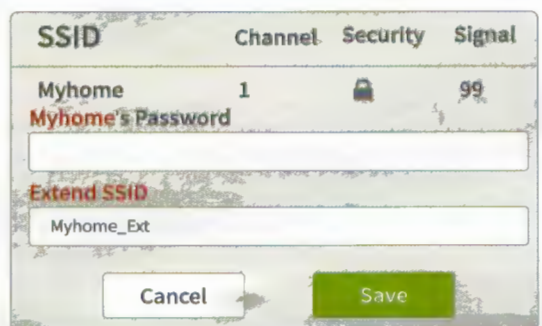 SSID Channel Security Signal
Myhome 1 99
Myhome's Password
Extend SSID
Myhome_Ext
Cancel Save